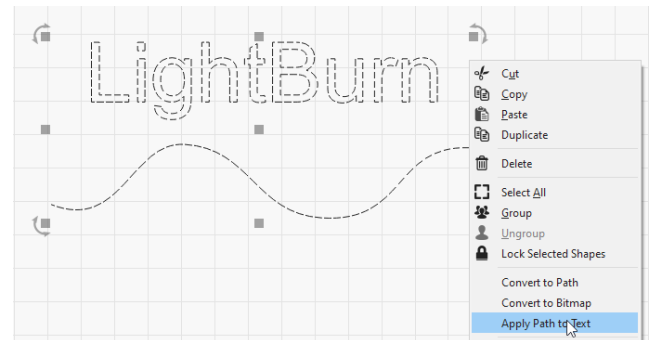 LightBurn
Cut
Copy
Paste
Duplicate
Delete
Select All
Group
Ungroup
Lock Selected Shapes
Convert to Path
Convert to Bitmap
Apply Path to Text